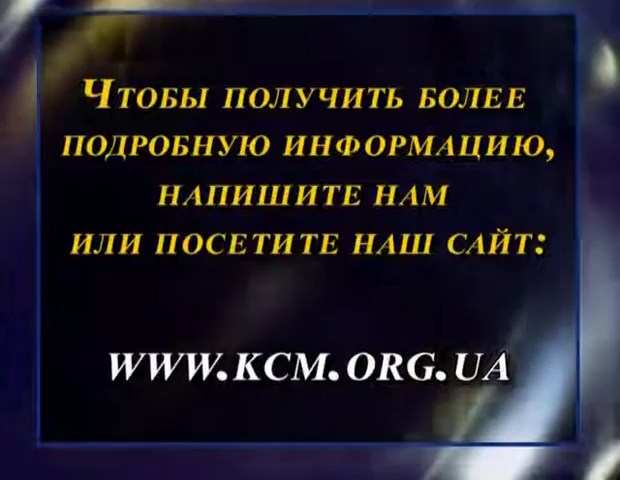 Чтобы получить более
подробную информацию,
напишите нам
или посетите наш сайт:
www.kcm.org.ua